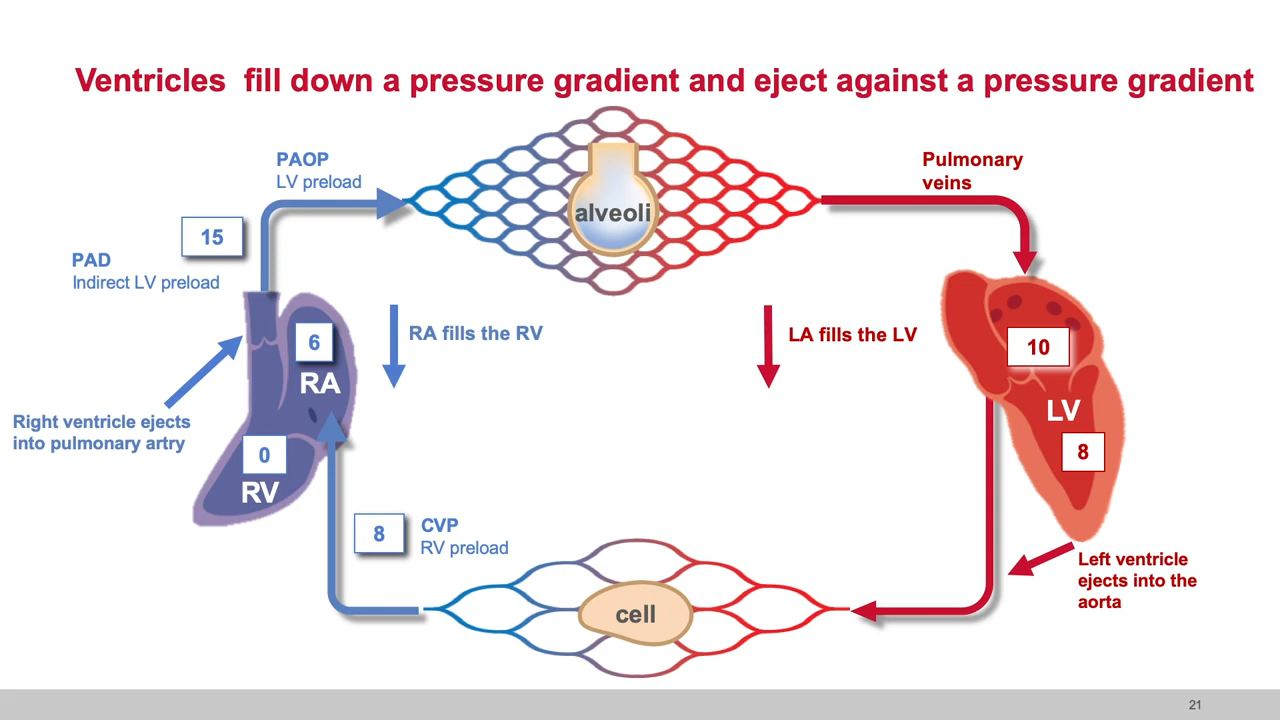 Ventricles  fill down a pressure gradient and eject against a pressure gradient
PAOP
LV preload
15
PAD
Indirect LV preload
alveoli
Pulmonary
veins
RA fills the RV
LA fills the LV
6
RA
10
LV
8
Right ventricle ejects
into pulmonary artry
0
RV
8
CVP
RV preload
cell
Left ventricle
ejects into the
aorta
21